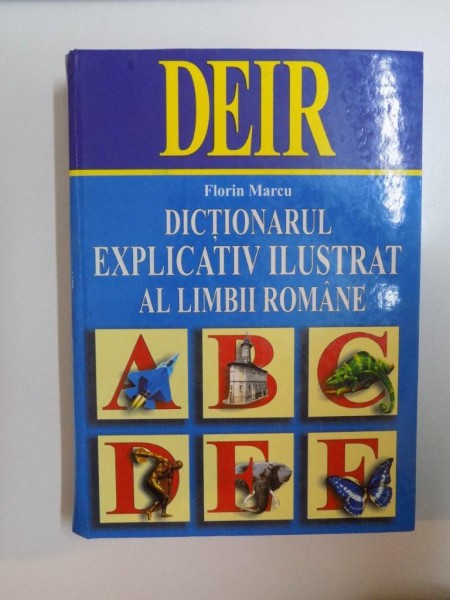 DEIR
Florin Marcu
DICȚIONARUL
EXPLICATIV ILUSTRAT
AL LIMBII ROMÂNE
A B C
D E F